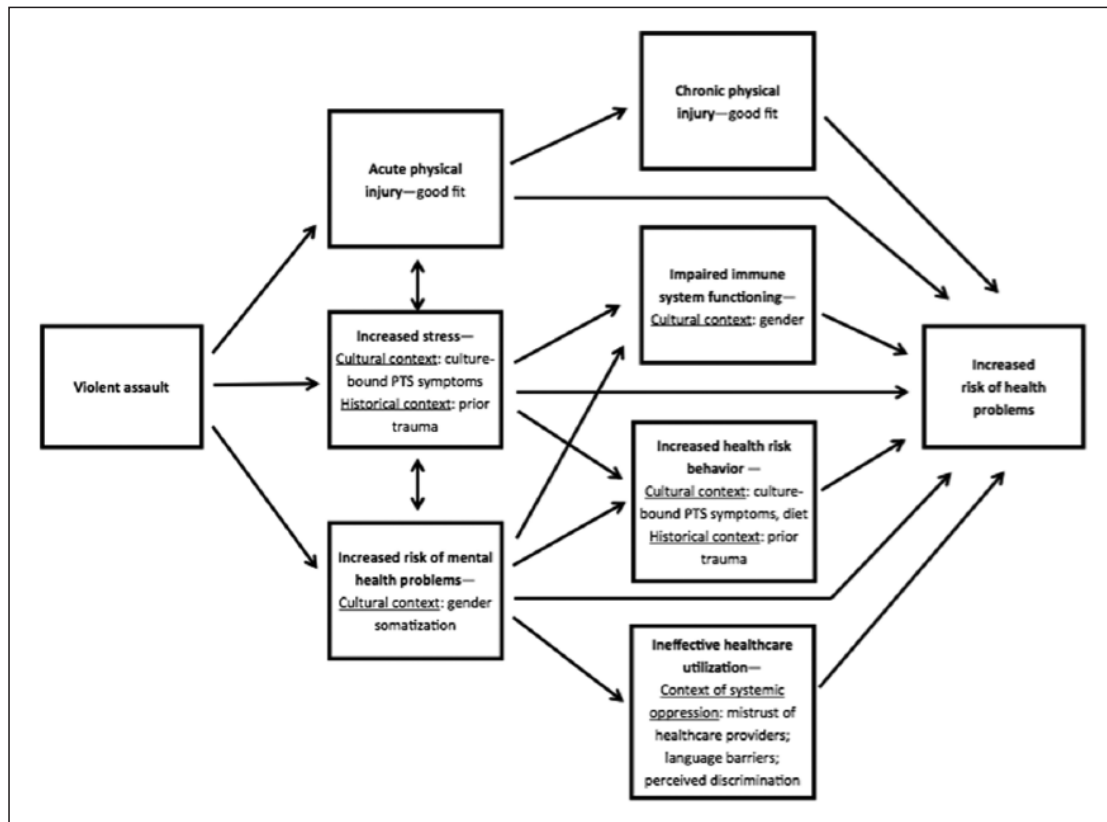 Chronic physical
injury—good fit
Acute physical
injury—good fit
Impaired immune
system functioning—
Cultural context: gender
Violent assault
Increased stress—
Cultural context: culture-
bound PTS symptoms
Historical context: prior
trauma
Increased
risk of health
problems
Increased health risk
behavior —
Cultural context: culture-
bound PTS symptoms, diet
Historical context: prior
trauma
Increased risk of mental
health problems—
Cultural context: gender
somatization
Ineffective healthcare
utilization—
Context of systemic
oppression: mistrust of
healthcare providers;
language barriers;
perceived discrimination